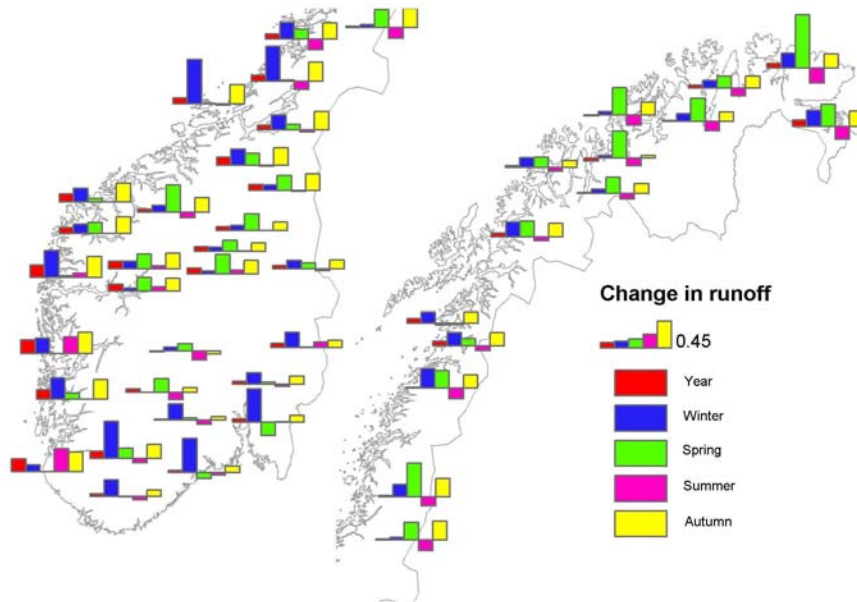 Change in runoff
0.45
Year
Winter
Spring
Summer
Autumn